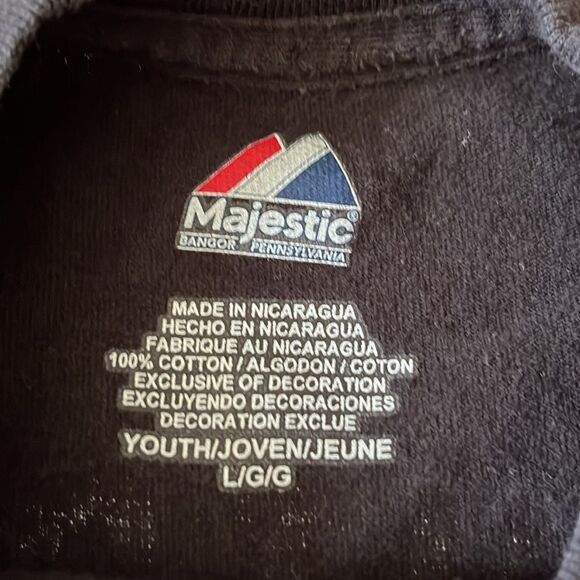 Majestic®
BANGOR, PENNSYLVANIA
MADE IN NICARAGUA
HECHO EN NICARAGUA
FABRIQUE AU NICARAGUA
100% COTTON / ALGODON / COTON
EXCLUSIVE OF DECORATION
EXCLUYENDO DECORACIONES
DECORATION EXCLUE
YOUTH/JOVEN/JEUNE
L/G/G